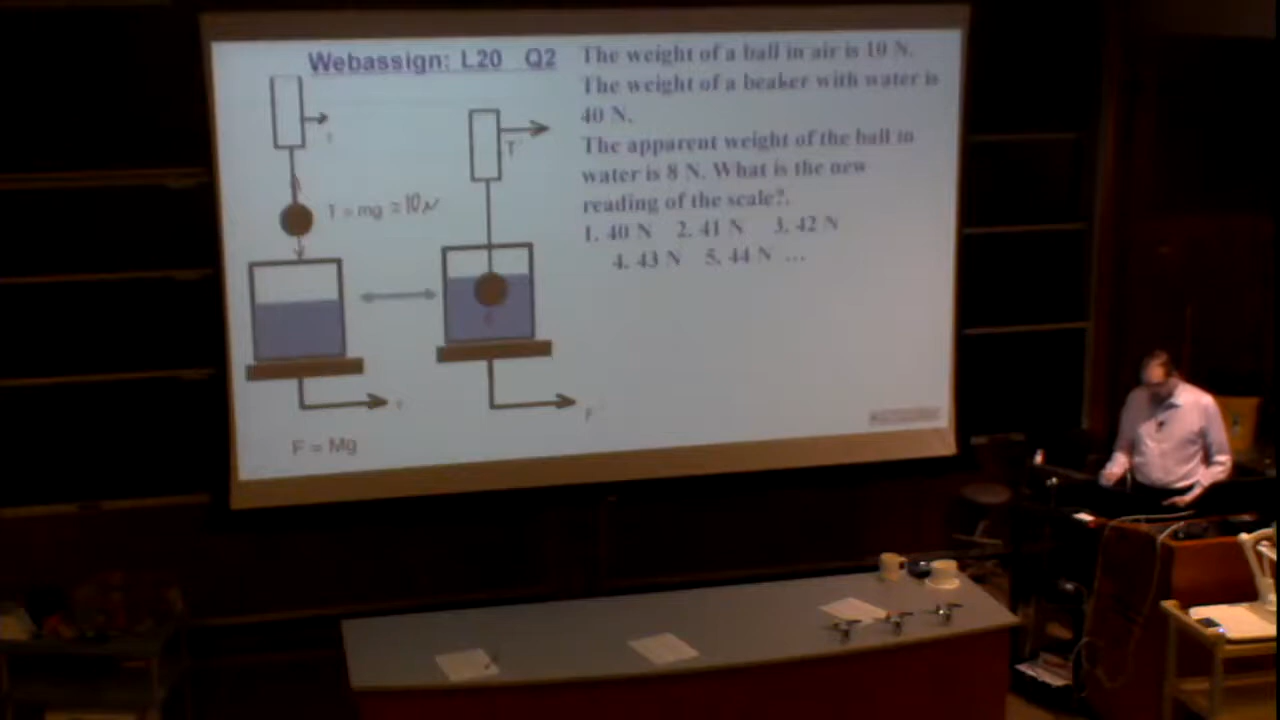 Webassign: L20 Q2
The weight of a ball in air is 10 N.
The weight of a beaker with water is
40 N.
The apparent weight of the ball in
water is 8 N. What is the new
reading of the scale?.
1. 40 N 2. 41 N 3. 42 N
4. 43 N 5. 44 N ...
T = mg = 10 N
T
F
F = Mg